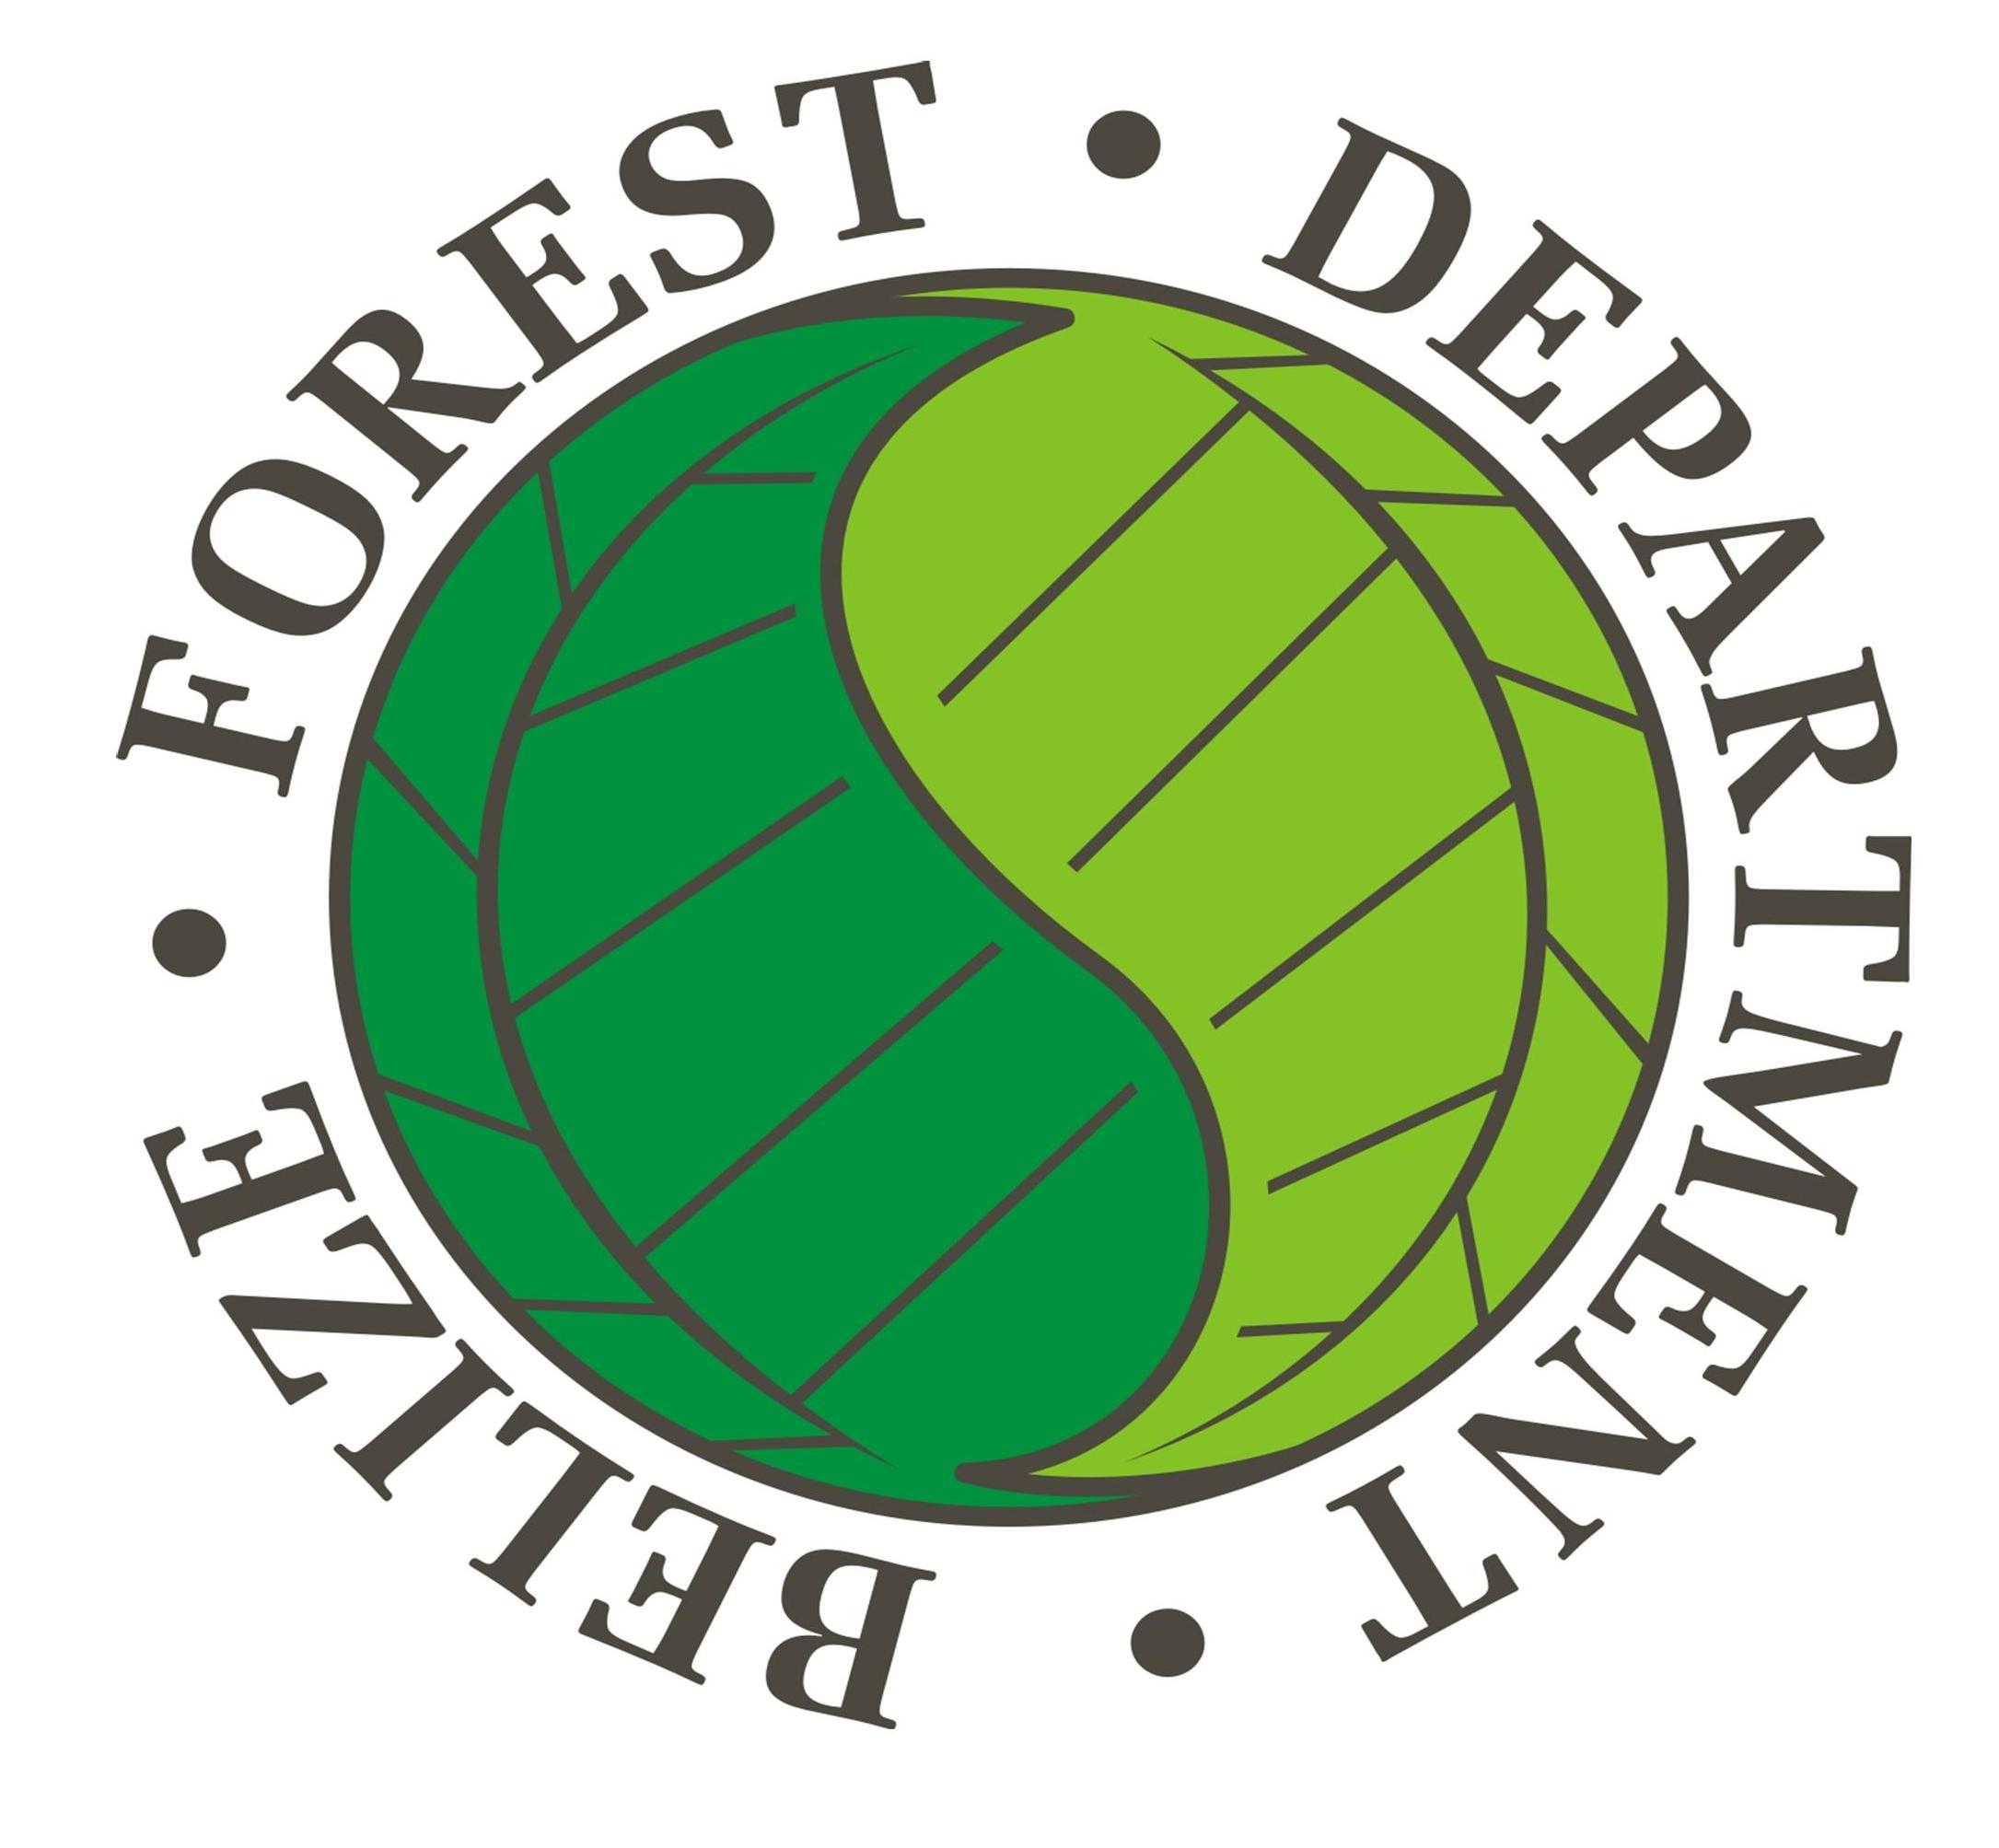 FOREST • DEPARTMENT • BELIZE •